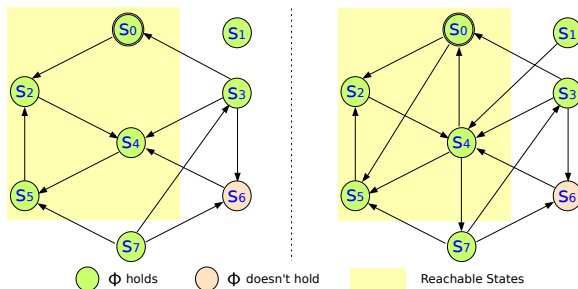 S0 S1 S0 S1
S2 S3 S2 S3
S4 S4
S5 S6 S5 S6
S7 S7
Φ holds Φ doesn't hold Reachable States